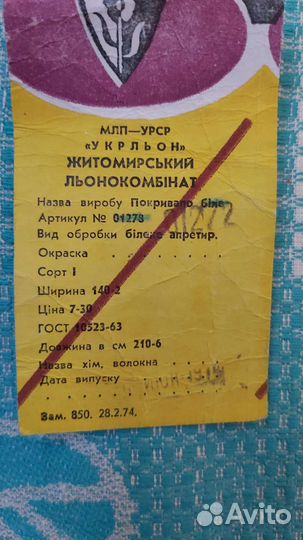 МЛП—УРСР
«УКРЛЬОН»
ЖИТОМИРСЬКИЙ
ЛЬОНОКОМБІНАТ
Назва виробу Покривало біле
Артикул № 01273 01272
Вид обробки білене апретир.
Окраска
Сорт I
Ширина 140-2
Ціна 7-30
ГОСТ 10523-63
Довжина в см 210-6
Назва хім, волокна
Дата випуску
Зам. 850. 28.2.74,
Avito